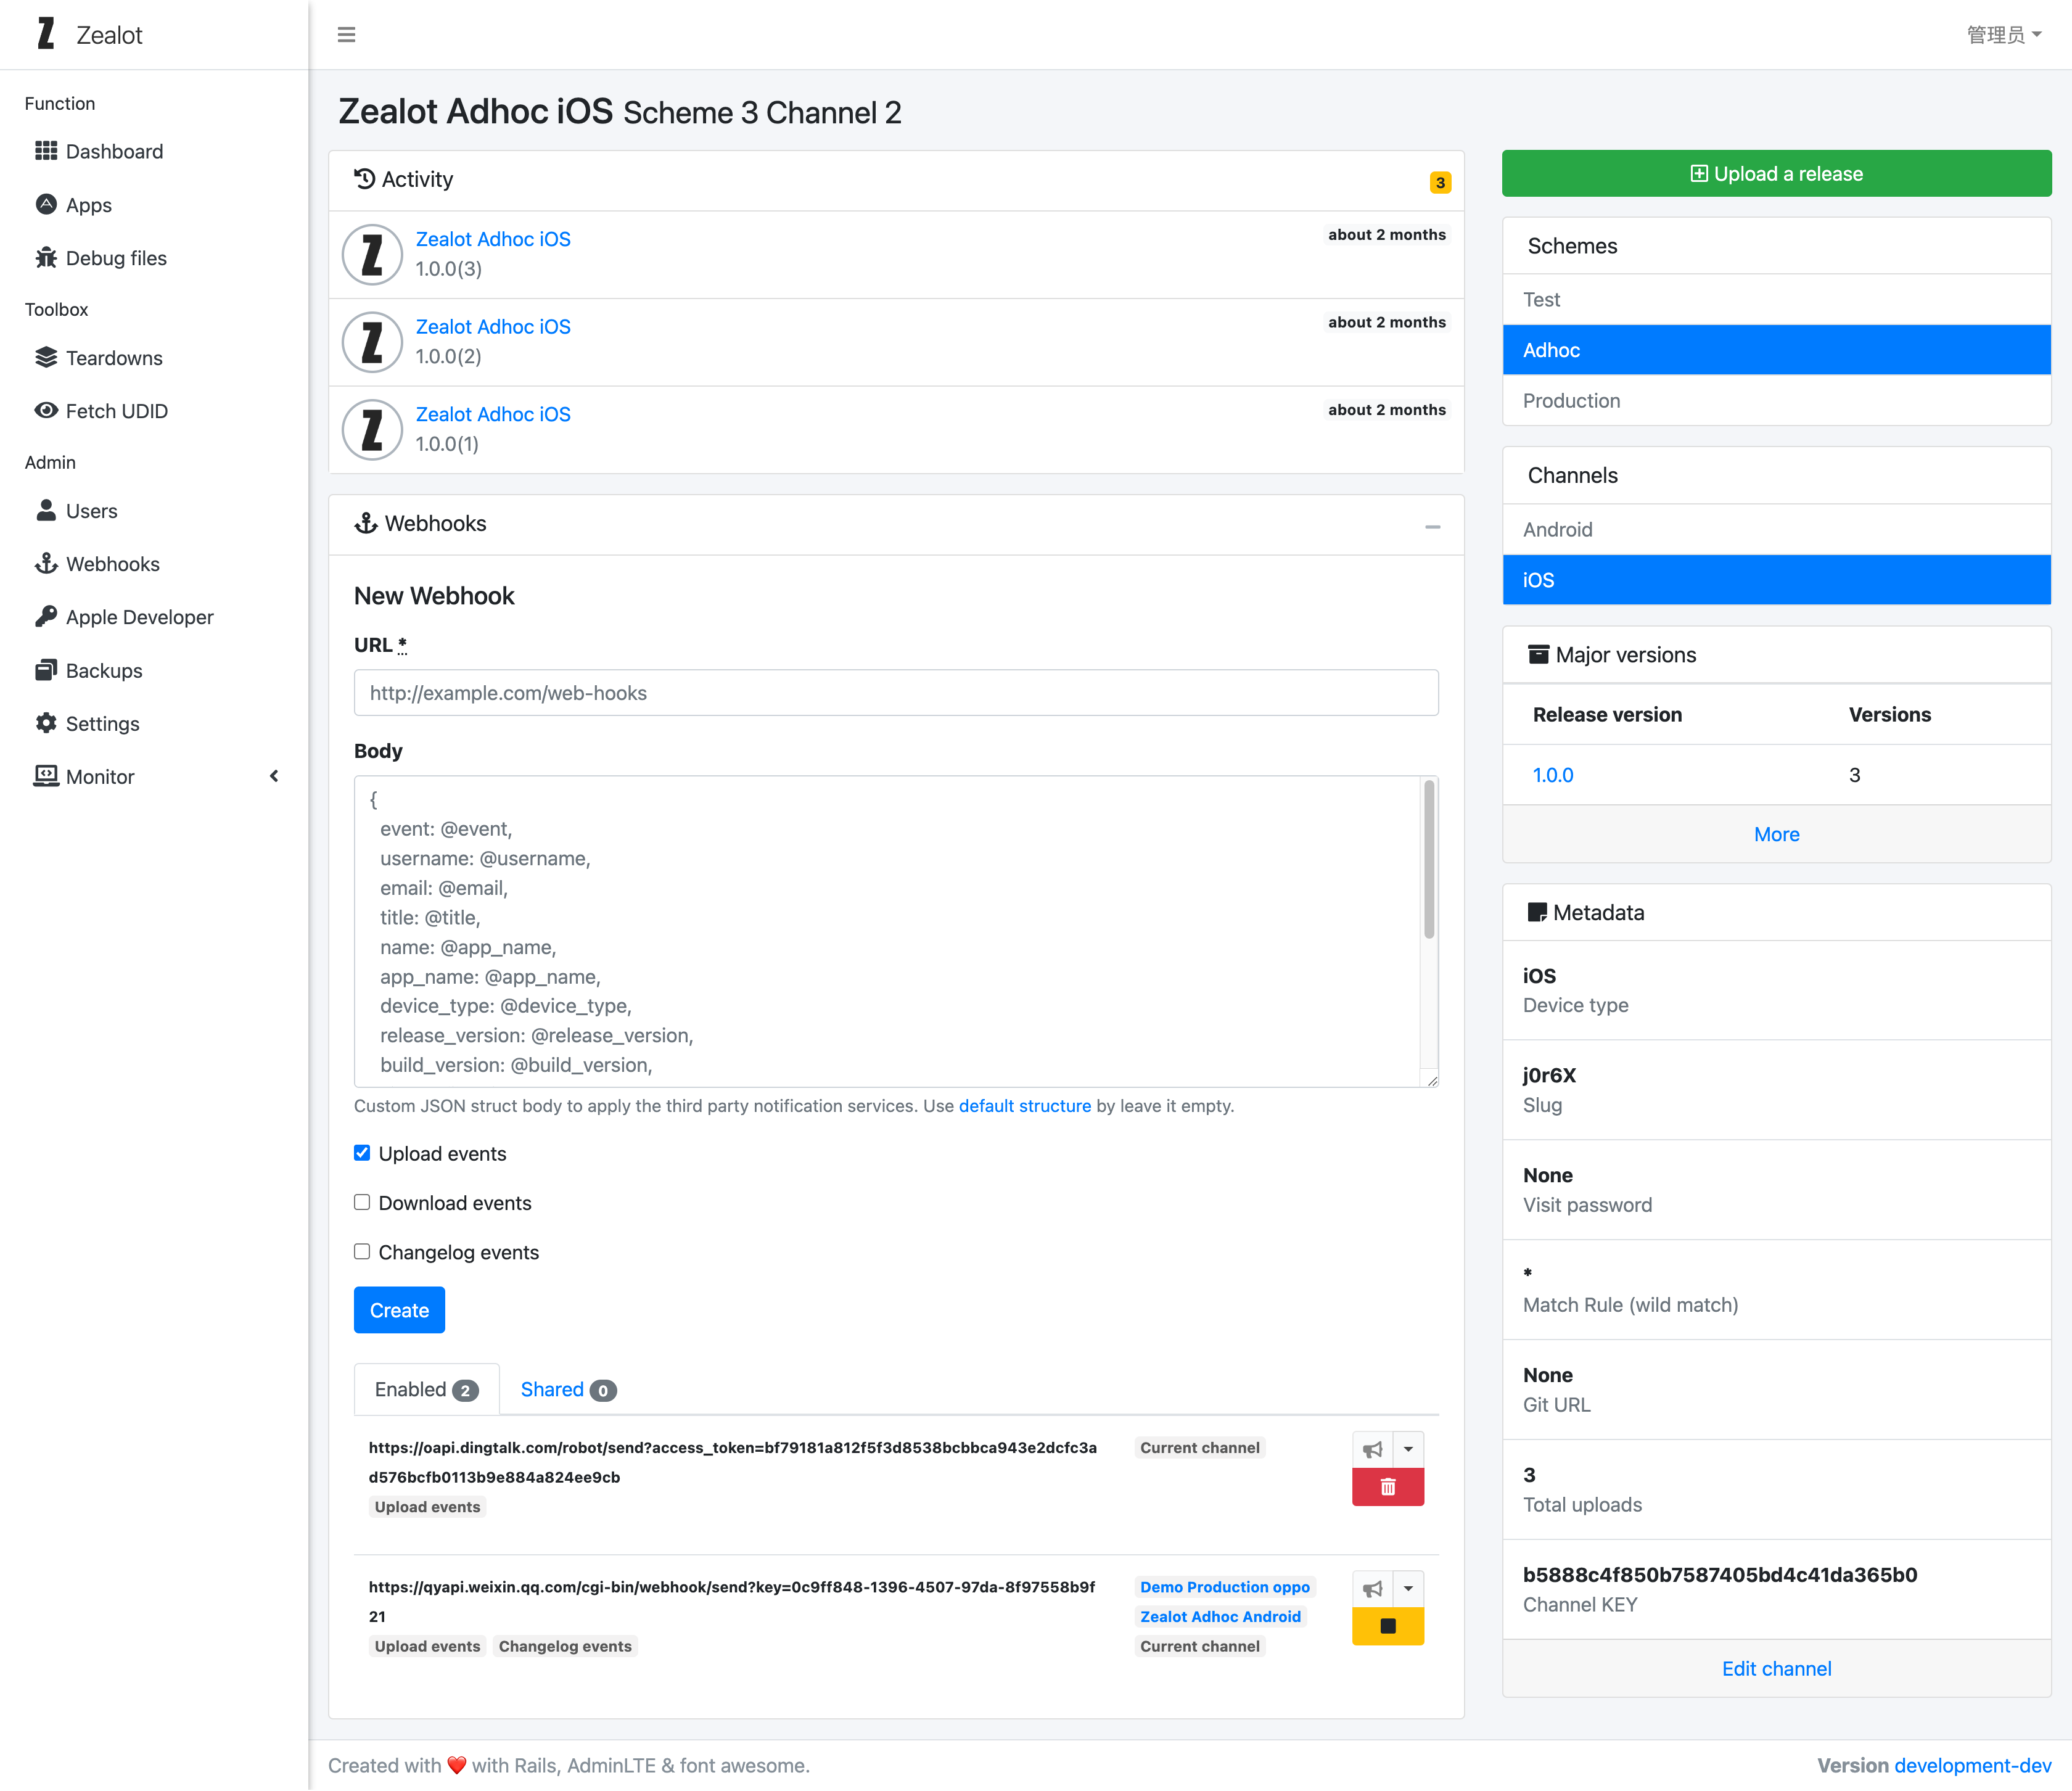 Zealot
管理员
Function
Dashboard
Apps
Debug files
Toolbox
Teardowns
Fetch UDID
Admin
Users
Webhooks
Apple Developer
Backups
Settings
Monitor
Zealot Adhoc iOS Scheme 3 Channel 2
Activity
3
Zealot Adhoc iOS
about 2 months
1.0.0(3)
Zealot Adhoc iOS
about 2 months
1.0.0(2)
Zealot Adhoc iOS
about 2 months
1.0.0(1)
Webhooks
New Webhook
URL *
http://example.com/web-hooks
Body
{
event: @event,
username: @username,
email: @email,
title: @title,
name: @app_name,
app_name: @app_name,
device_type: @device_type,
release_version: @release_version,
build_version: @build_version,
Custom JSON struct body to apply the third party notification services. Use default structure by leave it empty.
Upload events
Download events
Changelog events
Create
Enabled 2
Shared 0
https://oapi.dingtalk.com/robot/send?access_token=bf79181a812f5f3d8538bcbbca943e2dcfc3a
d576bcfb0113b9e884a824ee9cb
Upload events
Current channel
https://qyapi.weixin.qq.com/cgi-bin/webhook/send?key=0c9ff848-1396-4507-97da-8f97558b9f
21
Upload events Changelog events
Demo Production oppo
Zealot Adhoc Android
Current channel
Upload a release
Schemes
Test
Adhoc
Production
Channels
Android
iOS
Major versions
Release version Versions
1.0.0 3
More
Metadata
iOS
Device type
j0r6X
Slug
None
Visit password
*
Match Rule (wild match)
None
Git URL
3
Total uploads
b5888c4f850b7587405bd4c41da365b0
Channel KEY
Edit channel
Created with ❤️ with Rails, AdminLTE & font awesome.
Version development-dev